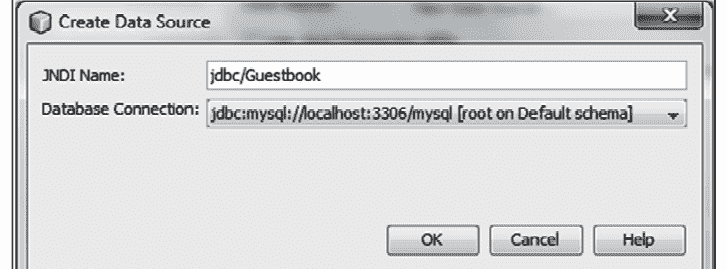 Create Data Source
JNDI Name: jdbc/Guestbook
Database Connection: jdbc:mysql://localhost:3306/mysql [root on Default schema]
OK Cancel Help